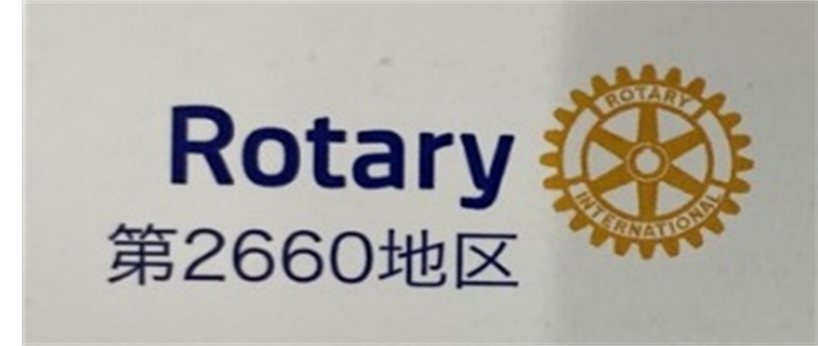 Rotary
第2660地区
ROTARY
INTERNATIONAL